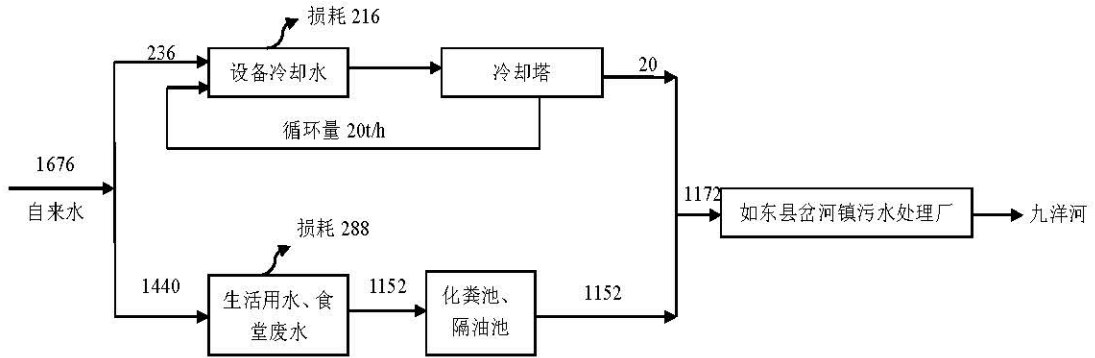 损耗 216
236
设备冷却水
冷却塔
20
循环量 20t/h
1676
自来水
1172
如东县岔河镇污水处理厂
九洋河
损耗 288
1440
生活用水、食
堂废水
1152
化粪池、
隔油池
1152